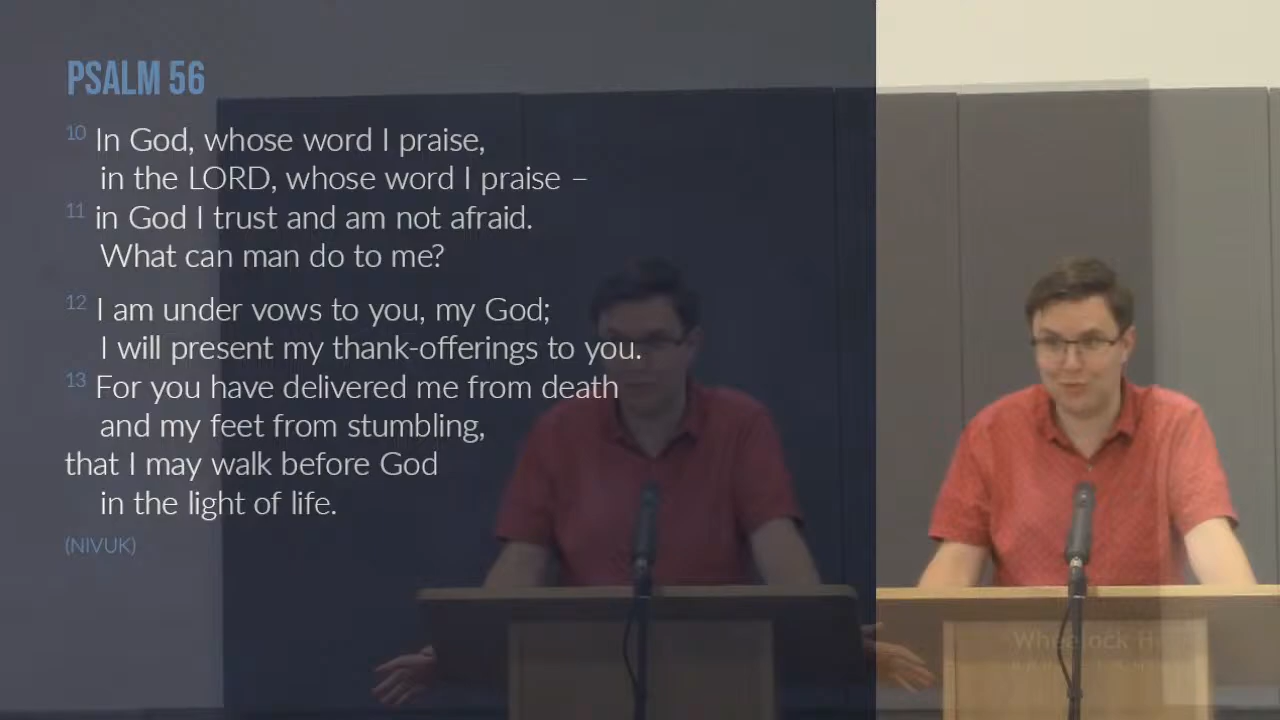 PSALM 56
10 In God, whose word I praise,
in the LORD, whose word I praise –
11 in God I trust and am not afraid.
What can man do to me?
12 I am under vows to you, my God;
I will present my thank-offerings to you.
13 For you have delivered me from death
and my feet from stumbling,
that I may walk before God
in the light of life.
(NIVUK)
Wheelock H